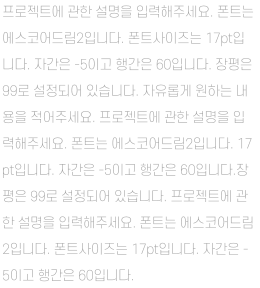 프로젝트에 관한 설명을 입력해주세요. 폰트는
에스코어드림2입니다. 폰트사이즈는 17pt입
니다. 자간은 -5이고 행간은 60입니다. 장평은
99로 설정되어 있습니다. 자유롭게 원하는 내
용을 적어주세요. 프로젝트에 관한 설명을 입
력해주세요. 폰트는 에스코어드림2입니다. 17
pt입니다. 자간은 -5이고 행간은 60입니다.장
평은 99로 설정되어 있습니다. 프로젝트에 관
한 설명을 입력해주세요. 폰트는 에스코어드림
2입니다. 폰트사이즈는 17pt입니다. 자간은 -
5이고 행간은 60입니다.